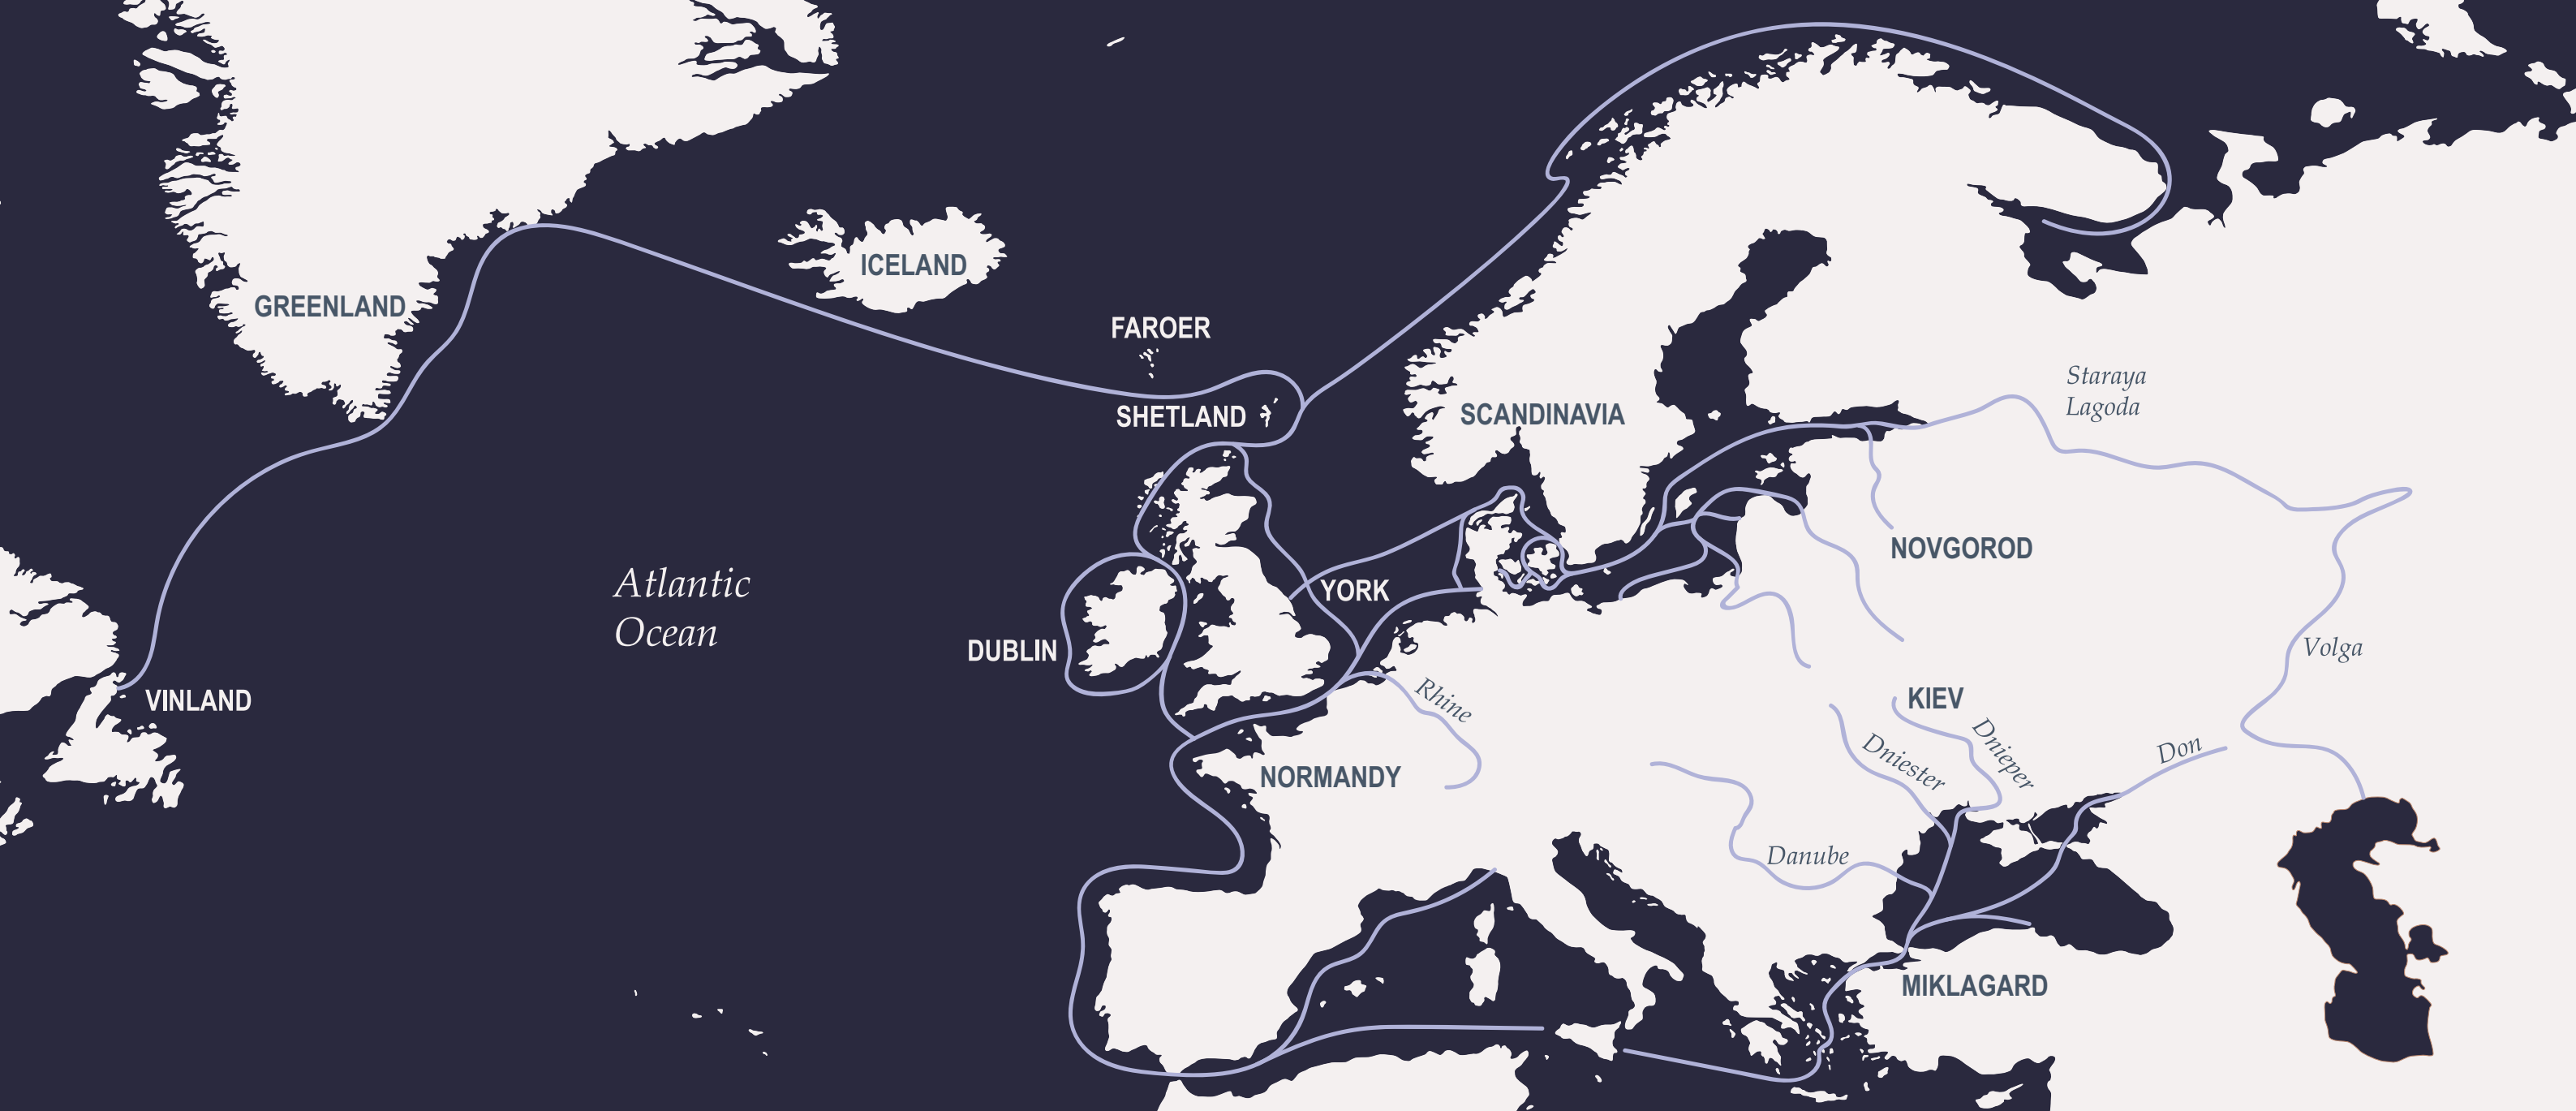 GREENLAND
ICELAND
FAROER
SHETLAND
SCANDINAVIA
Staraya
Lagoda
NOVGOROD
Atlantic
Ocean
YORK
DUBLIN
Volga
VINLAND
Rhine
KIEV
Dnieper
Dniester
Don
NORMANDY
Danube
MIKLAGARD